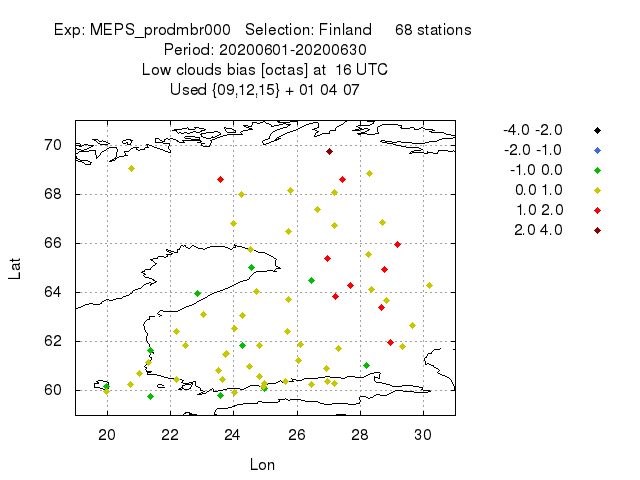 Exp: MEPS_prodmbr000   Selection: Finland     68 stations
Period: 20200601-20200630
Low clouds bias [octas] at  16 UTC
Used {09,12,15} + 01 04 07
-4.0 -2.0
-2.0 -1.0
-1.0 0.0
0.0 1.0
1.0 2.0
2.0 4.0
70
68
66
64
62
60
Lat
20 22 24 26 28 30
Lon